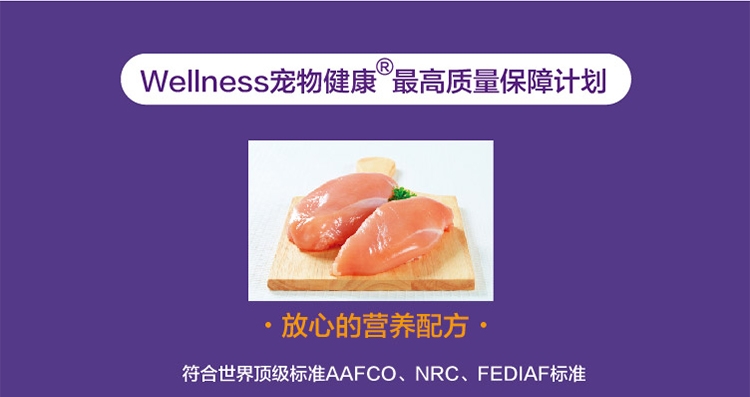 Wellness宠物健康®最高质量保障计划
·放心的营养配方·
符合世界顶级标准AAFCO、NRC、FEDIAF标准